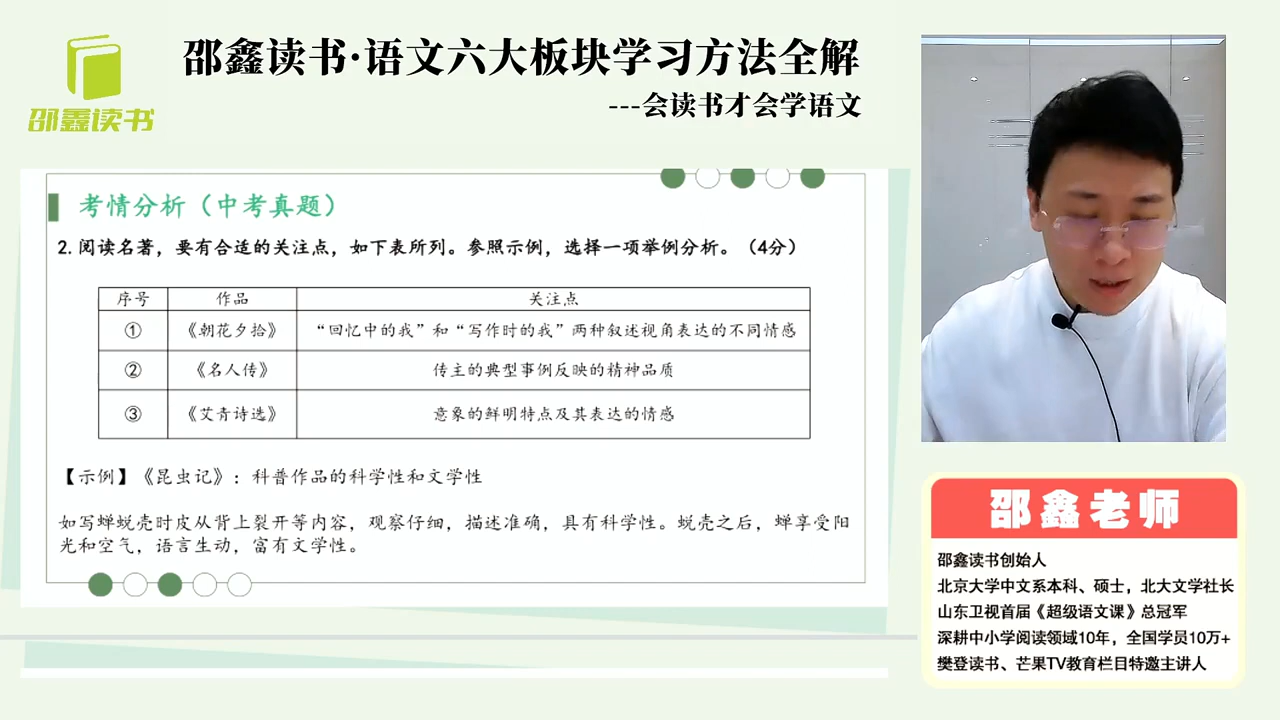 邵鑫读书
邵鑫读书·语文六大板块学习方法全解
---会读书才会学语文
考情分析（中考真题）
2. 阅读名著，要有合适的关注点，如下表所列。参照示例，选择一项举例分析。（4分）
序号 作品 关注点
① 《朝花夕拾》 “回忆中的我”和“写作时的我”两种叙述视角表达的不同情感
② 《名人传》 传主的典型事例反映的精神品质
③ 《艾青诗选》 意象的鲜明特点及其表达的情感
【示例】《昆虫记》：科普作品的科学性和文学性
如写蝉蜕壳时皮从背上裂开等内容，观察仔细，描述准确，具有科学性。蜕壳之后，蝉享受阳
光和空气，语言生动，富有文学性。
邵鑫老师
邵鑫读书创始人
北京大学中文系本科、硕士，北大文学社长
山东卫视首届《超级语文课》总冠军
深耕中小学阅读领域10年，全国学员10万+
樊登读书、芒果TV教育栏目特邀主讲人